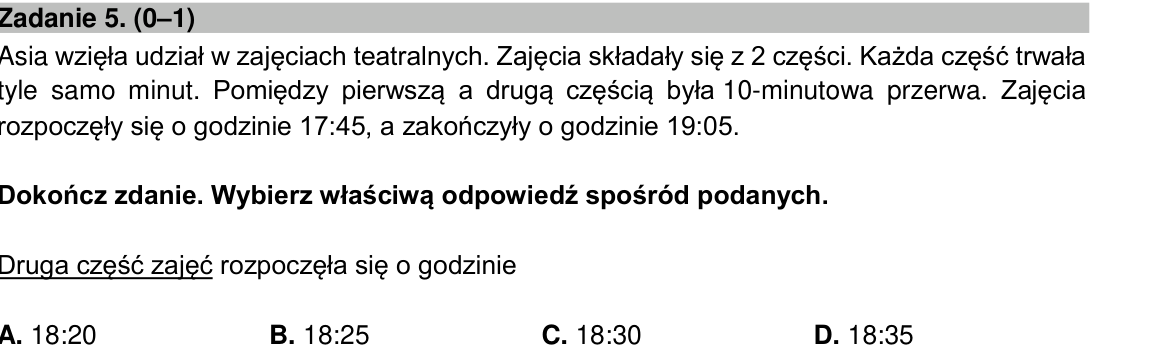 Zadanie 5. (0–1)
Asia wzięła udział w zajęciach teatralnych. Zajęcia składały się z 2 części. Każda część trwała
tyle samo minut. Pomiędzy pierwszą a drugą częścią była 10-minutowa przerwa. Zajęcia
rozpoczęły się o godzinie 17:45, a zakończyły o godzinie 19:05.
Dokończ zdanie. Wybierz właściwą odpowiedź spośród podanych.
Druga część zajęć rozpoczęła się o godzinie
A. 18:20 B. 18:25 C. 18:30 D. 18:35